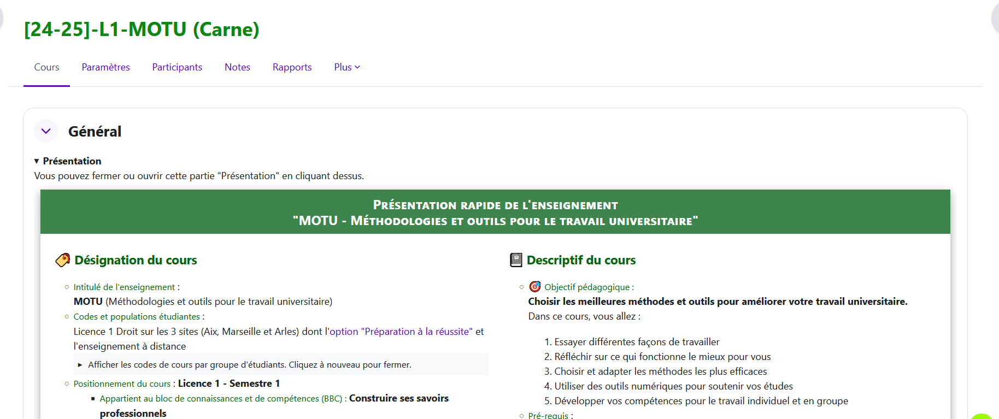 [24-25]-L1-MOTU (Carne)
Cours Paramètres Participants Notes Rapports Plus
Général
Présentation
Vous pouvez fermer ou ouvrir cette partie "Présentation" en cliquant dessus.
Présentation rapide de l'enseignement
"MOTU - Méthodologies et outils pour le travail universitaire"
Désignation du cours
Intitulé de l'enseignement :
MOTU (Méthodologies et outils pour le travail universitaire)
Codes et populations étudiantes :
Licence 1 Droit sur les 3 sites (Aix, Marseille et Arles) dont l'option "Préparation à la réussite" et
l'enseignement à distance
Afficher les codes de cours par groupe d'étudiants. Cliquez à nouveau pour fermer.
Positionnement du cours : Licence 1 - Semestre 1
Appartient au bloc de connaissances et de compétences (BBC) : Construire ses savoirs
professionnels
Descriptif du cours
Objectif pédagogique :
Choisir les meilleures méthodes et outils pour améliorer votre travail universitaire.
Dans ce cours, vous allez :
1. Essayer différentes façons de travailler
2. Réfléchir sur ce qui fonctionne le mieux pour vous
3. Choisir et adapter les méthodes les plus efficaces
4. Utiliser des outils numériques pour soutenir vos études
5. Développer vos compétences pour le travail individuel et en groupe
Pré-requis :